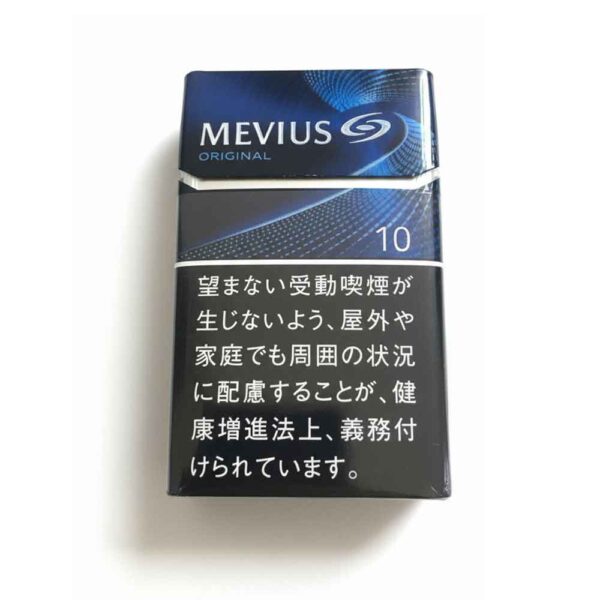 MEVIUS
ORIGINAL
10
望まない受動喫煙が
生じないよう、屋外や
家庭でも周囲の状況
に配慮することが、健
康増進法上、義務付
けられています。